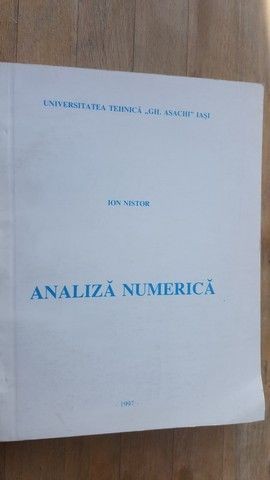 UNIVERSITATEA TEHNICĂ „GH. ASACHI" IAŞI
ION NISTOR
ANALIZĂ NUMERICĂ
1997